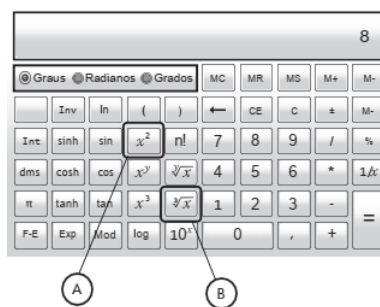 8
Graus Radianos Grados MC MR MS M+ M-
Inv ln ( ) ← CE C ± M-
Int sinh sin x² n! 7 8 9 / %
dms cosh cos xʸ ʸ√x 4 5 6 * 1/x
π tanh tan x³ ³√x 1 2 3 - =
F-E Exp Mod log 10ˣ 0 , +
A B